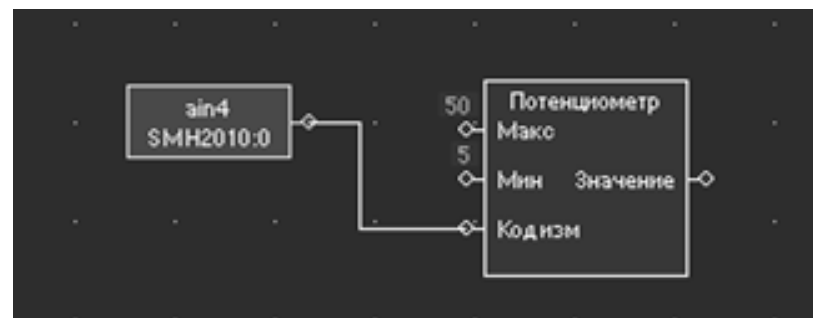 ain4
SMH2010:0
50
Потенциометр
Макс
5
Мин
Значение
Код изм